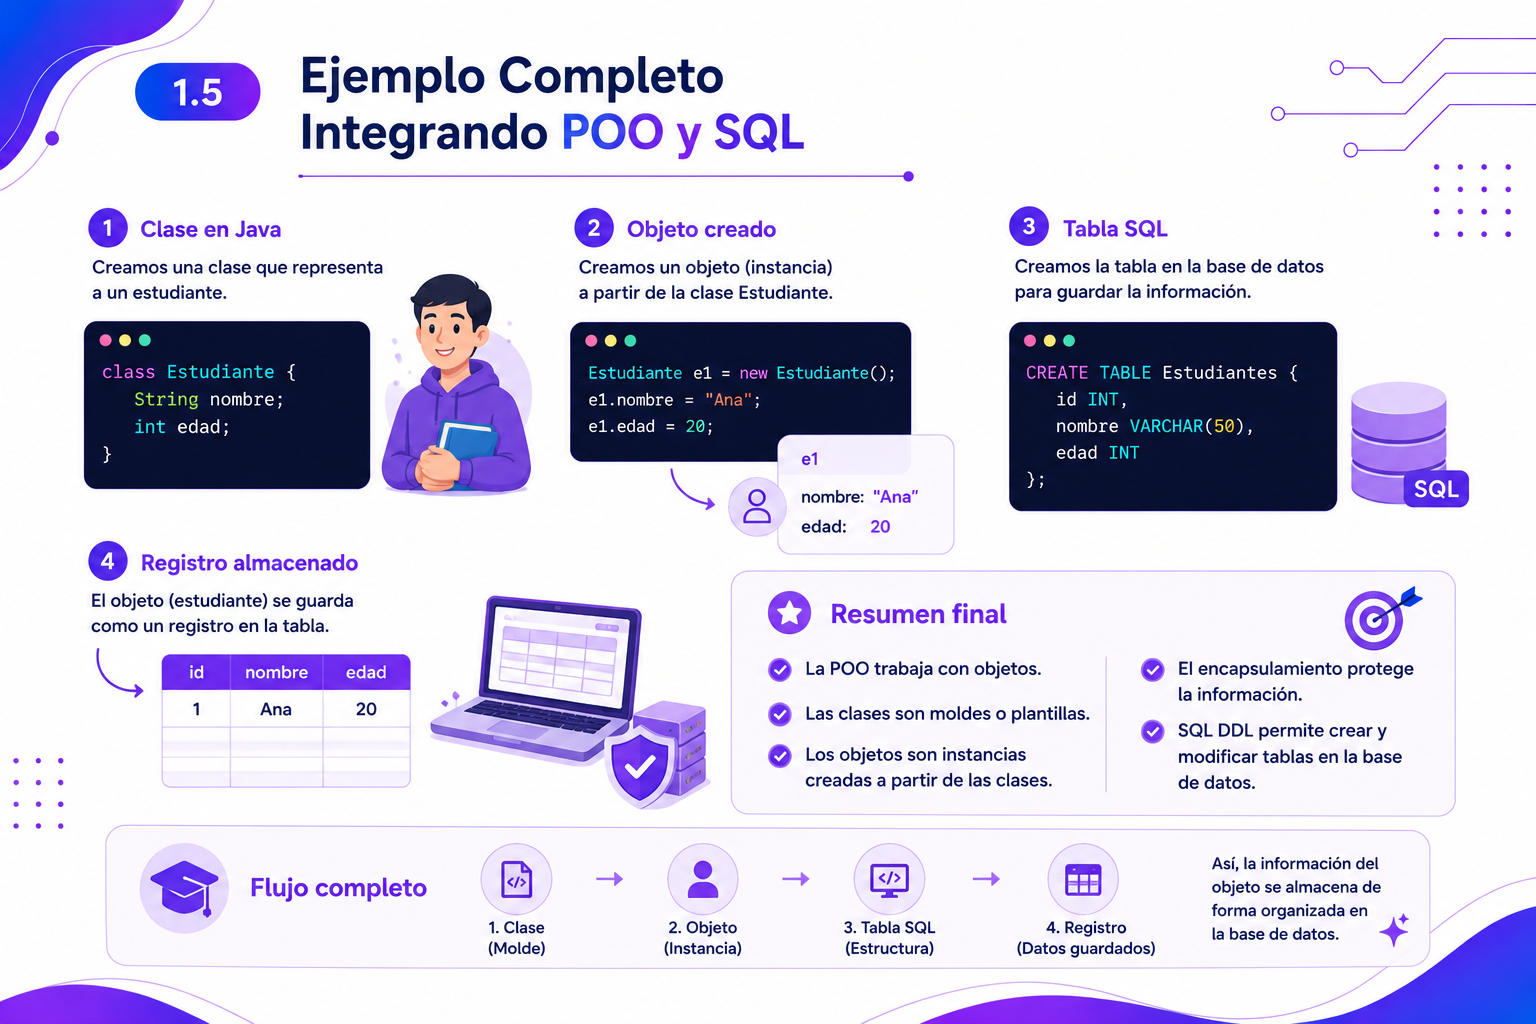 1.5
Ejemplo Completo
Integrando POO y SQL
1 Clase en Java
Creamos una clase que representa
a un estudiante.
class Estudiante {
String nombre;
int edad;
}
2 Objeto creado
Creamos un objeto (instancia)
a partir de la clase Estudiante.
Estudiante e1 = new Estudiante();
e1.nombre = "Ana";
e1.edad = 20;
e1
nombre: "Ana"
edad: 20
3 Tabla SQL
Creamos la tabla en la base de datos
para guardar la información.
CREATE TABLE Estudiantes {
id INT,
nombre VARCHAR(50),
edad INT
};
SQL
4 Registro almacenado
El objeto (estudiante) se guarda
como un registro en la tabla.
id nombre edad
1 Ana 20
Resumen final
La POO trabaja con objetos.
Las clases son moldes o plantillas.
Los objetos son instancias
creadas a partir de las clases.
El encapsulamiento protege
la información.
SQL DDL permite crear y
modificar tablas en la base
de datos.
Flujo completo
</> 
1. Clase
(Molde)
2. Objeto
(Instancia)
</>
3. Tabla SQL
(Estructura)
4. Registro
(Datos guardados)
Así, la información del
objeto se almacena de
forma organizada en
la base de datos.